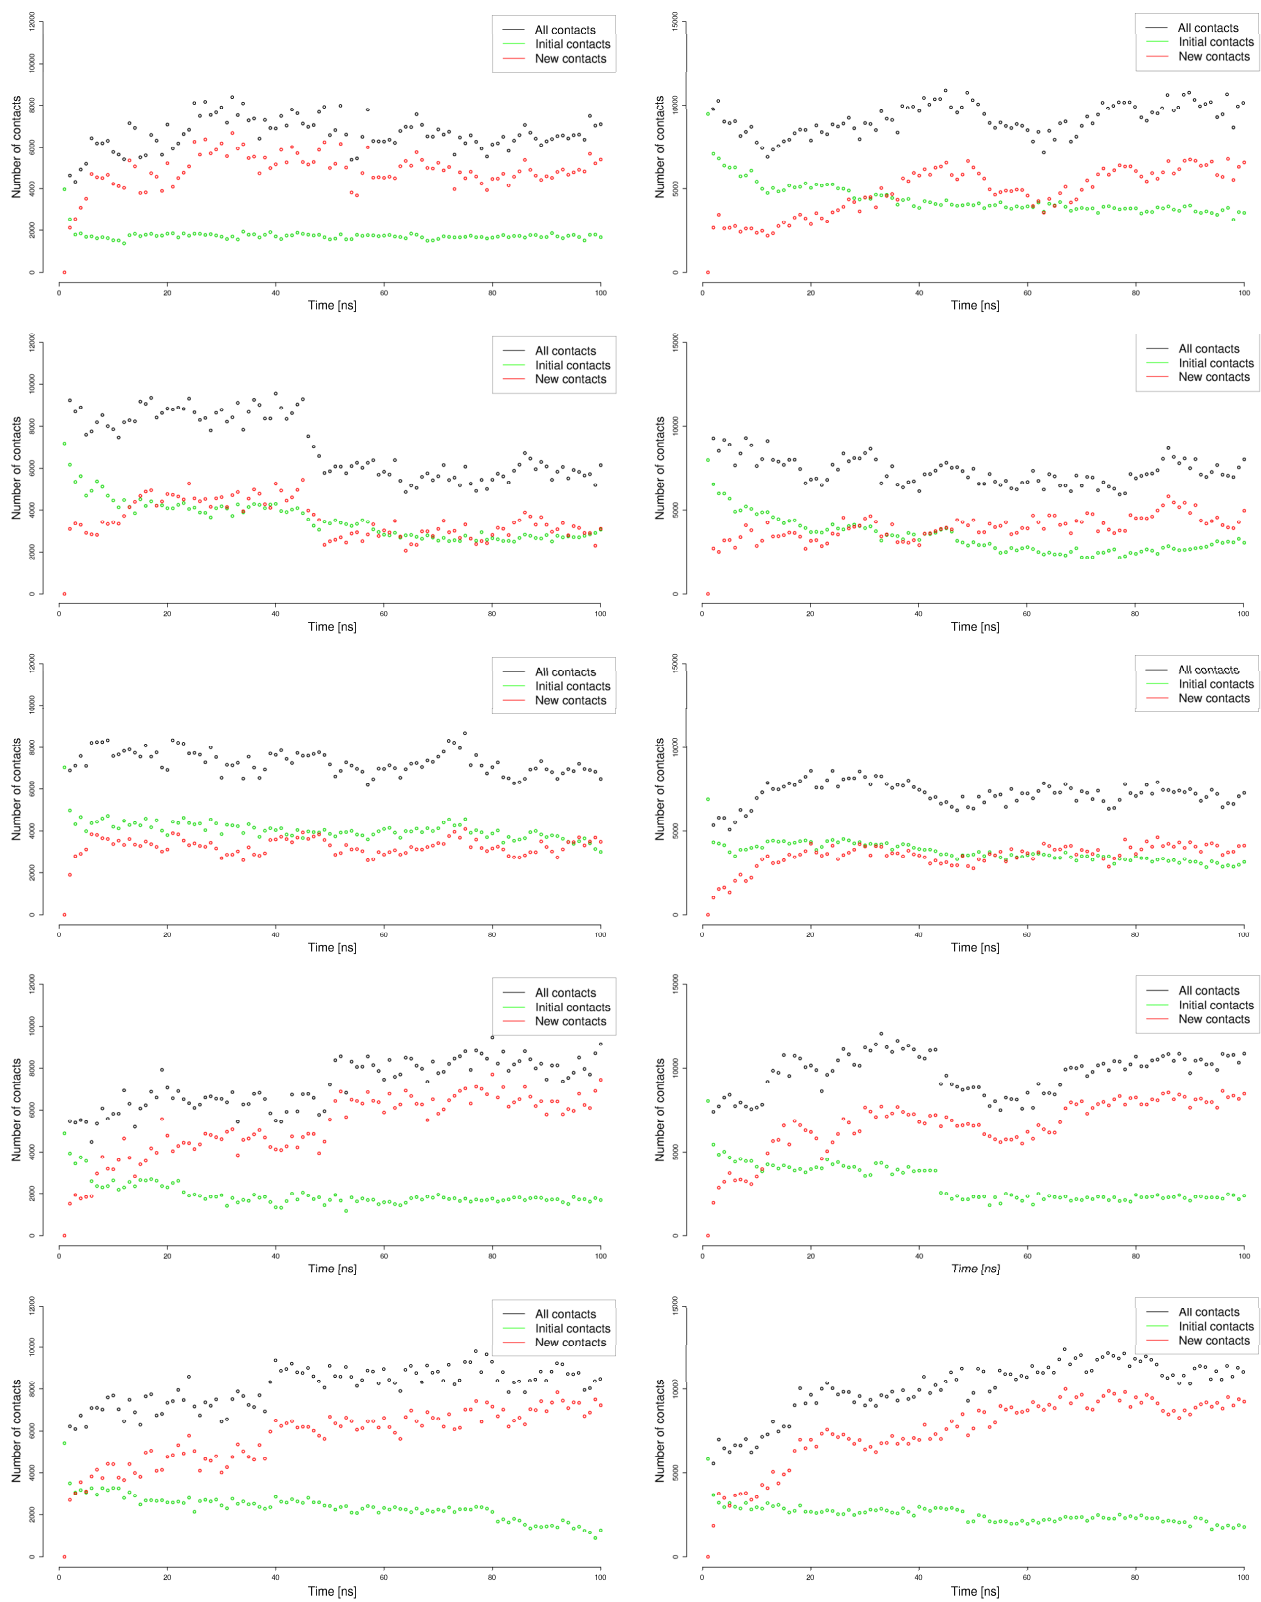 12000
10000
8000
6000
4000
2000
0
Number of contacts
All contacts
Initial contacts
New contacts
0 20 40 60 80 100
Time [ns]
15000
10000
5000
0
Number of contacts
All contacts
Initial contacts
New contacts
0 20 40 60 80 100
Time [ns]
12000
10000
8000
6000
4000
2000
0
Number of contacts
All contacts
Initial contacts
New contacts
0 20 40 60 80 100
Time [ns]
15000
10000
5000
0
Number of contacts
All contacts
Initial contacts
New contacts
0 20 40 60 80 100
Time [ns]
12000
10000
8000
6000
4000
2000
0
Number of contacts
All contacts
Initial contacts
New contacts
0 20 40 60 80 100
Time [ns]
15000
10000
5000
0
Number of contacts
All contacts
Initial contacts
New contacts
0 20 40 60 80 100
Time [ns]
12000
10000
8000
6000
4000
2000
0
Number of contacts
All contacts
Initial contacts
New contacts
0 20 40 60 80 100
Time [ns]
15000
10000
5000
0
Number of contacts
All contacts
Initial contacts
New contacts
0 20 40 60 80 100
Time [ns]
12000
10000
8000
6000
4000
2000
0
Number of contacts
All contacts
Initial contacts
New contacts
0 20 40 60 80 100
Time [ns]
15000
10000
5000
0
Number of contacts
All contacts
Initial contacts
New contacts
0 20 40 60 80 100
Time [ns]